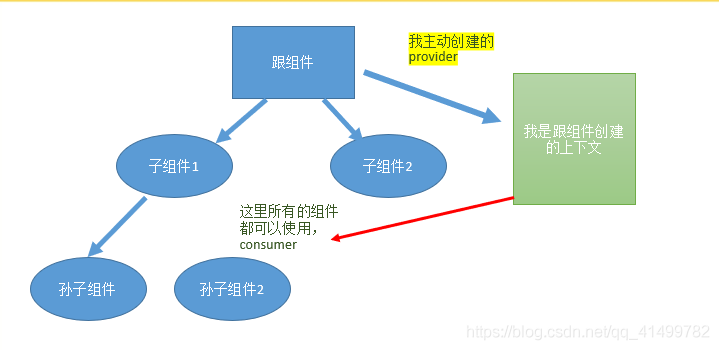 跟组件
我主动创建的
provider
我是跟组件创建
的上下文
子组件1
子组件2
这里所有的组件
都可以使用，
consumer
孙子组件
孙子组件2
https://blog.csdn.net/qq_41499782